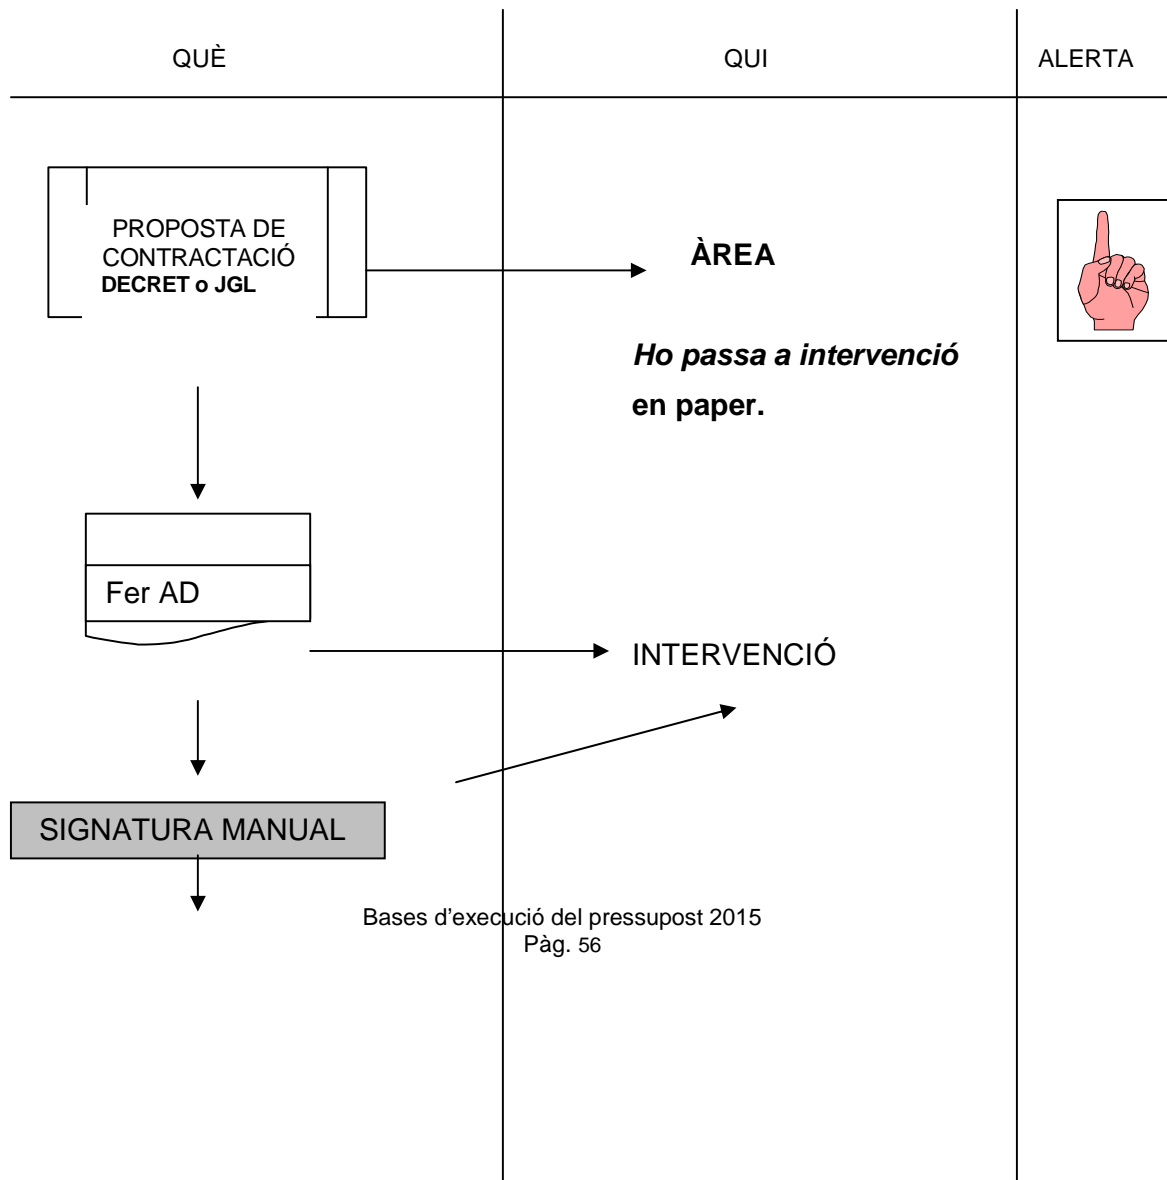 QUÈ
QUI
ALERTA
PROPOSTA DE
CONTRACTACIÓ
DECRET o JGL
ÀREA
Ho passa a intervenció
en paper.
Fer AD
INTERVENCIÓ
SIGNATURA MANUAL
Bases d'execució del pressupost 2015
Pàg. 56